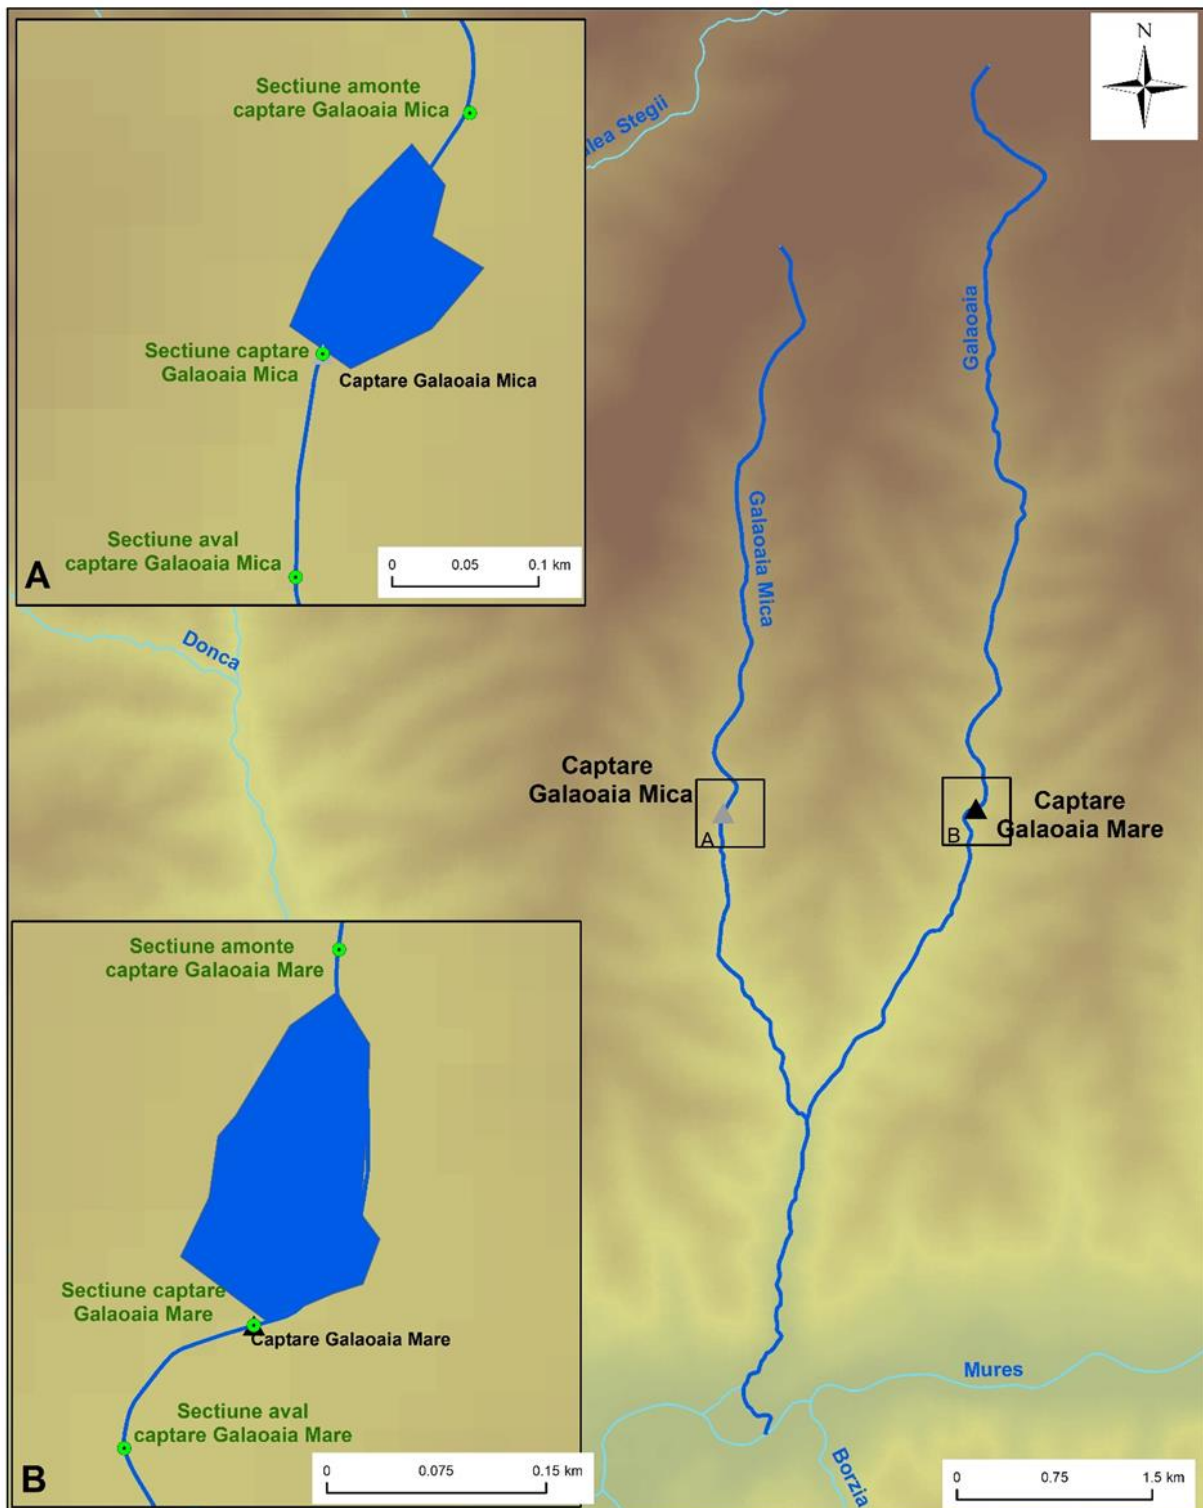 Sectiune amonte
captare Galaoaia Mica
Sectiune captare
Galaoaia Mica
Captare Galaoaia Mica
Sectiune aval
captare Galaoaia Mica
A
0 0.05 0.1 km
N
lea Stegii
Galaoaia
Galaoaia Mica
Donca
Captare
Galaoaia Mica
A
B
Captare
Galaoaia Mare
Sectiune amonte
captare Galaoaia Mare
Sectiune captare
Galaoaia Mare
Captare Galaoaia Mare
Sectiune aval
captare Galaoaia Mare
B
0 0.075 0.15 km
Mures
Borzia
0 0.75 1.5 km